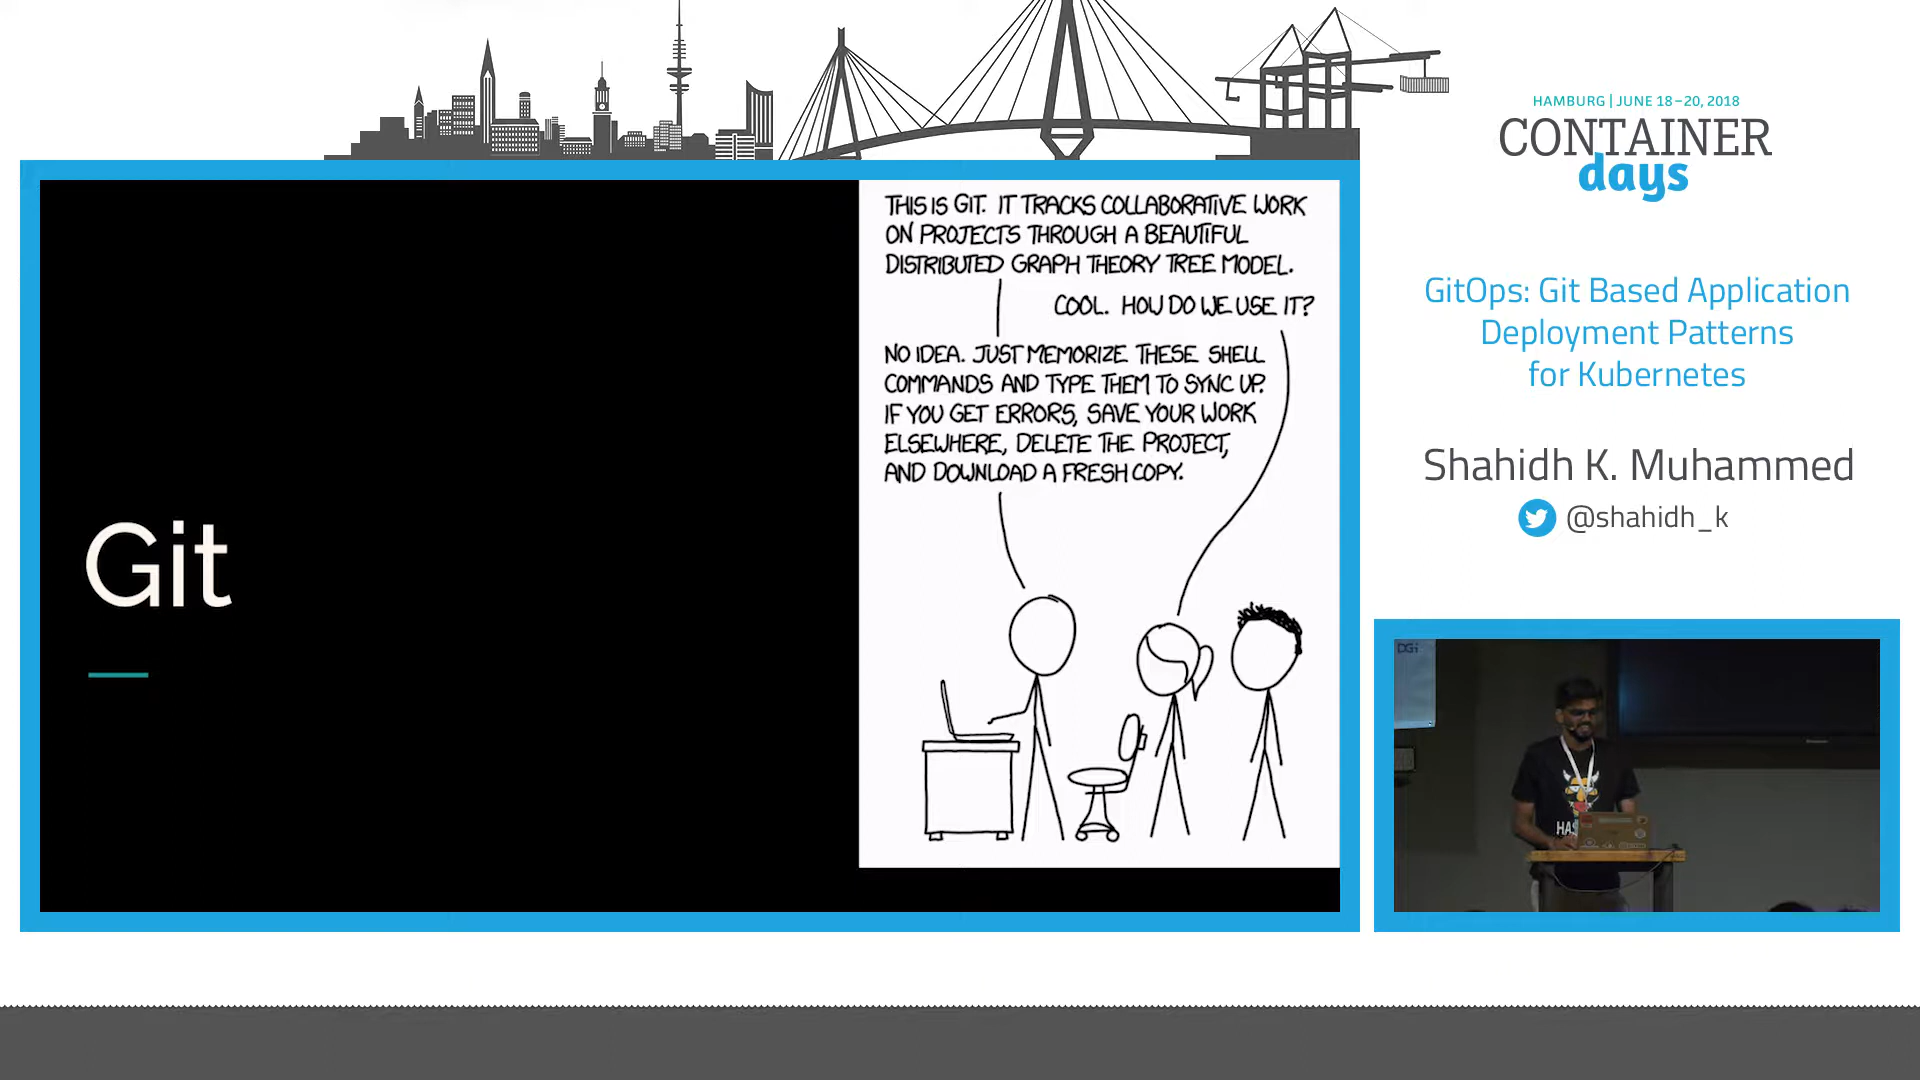 HAMBURG | JUNE 18–20, 2018
CONTAINER
days
GitOps: Git Based Application
Deployment Patterns
for Kubernetes
Shahidh K. Muhammed
@shahidh_k
Git
THIS IS GIT. IT TRACKS COLLABORATIVE WORK
ON PROJECTS THROUGH A BEAUTIFUL
DISTRIBUTED GRAPH THEORY TREE MODEL.
COOL. HOW DO WE USE IT?
NO IDEA. JUST MEMORIZE THESE SHELL
COMMANDS AND TYPE THEM TO SYNC UP.
IF YOU GET ERRORS, SAVE YOUR WORK
ELSEWHERE, DELETE THE PROJECT,
AND DOWNLOAD A FRESH COPY.